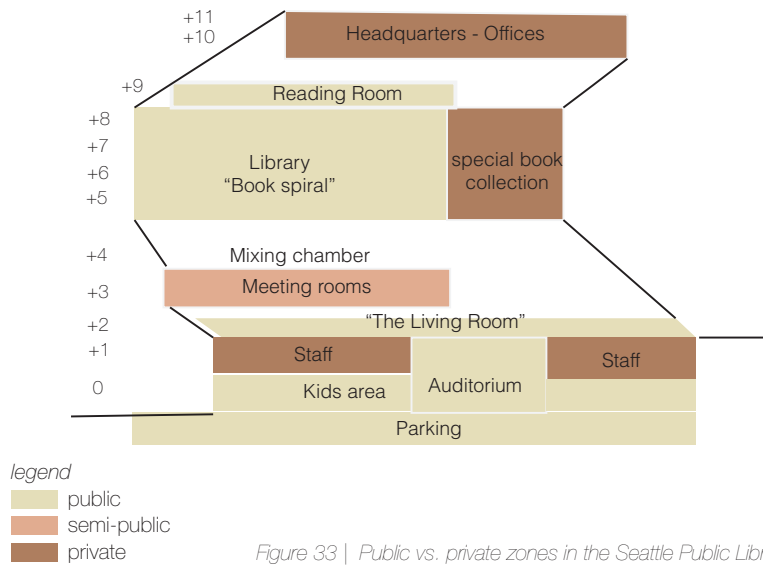 +11
+10
Headquarters - Offices
+9
Reading Room
+8
+7
+6
+5
Library
“Book spiral”
special book
collection
+4
Mixing chamber
+3
Meeting rooms
+2
“The Living Room”
+1
Staff
Staff
0
Kids area
Auditorium
Parking
legend
public
semi-public
private
Figure 33 | Public vs. private zones in the Seattle Public